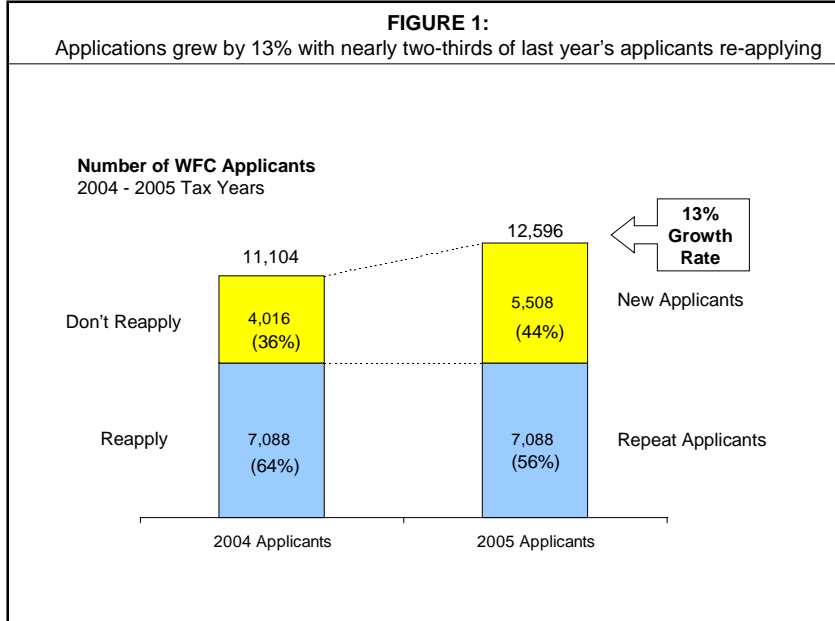 FIGURE 1:
Applications grew by 13% with nearly two-thirds of last year's applicants re-applying
Number of WFC Applicants
2004 - 2005 Tax Years
13%
Growth
Rate
12,596
11,104
Don't Reapply
4,016
(36%)
5,508
(44%)
New Applicants
Reapply
7,088
(64%)
7,088
(56%)
Repeat Applicants
2004 Applicants
2005 Applicants